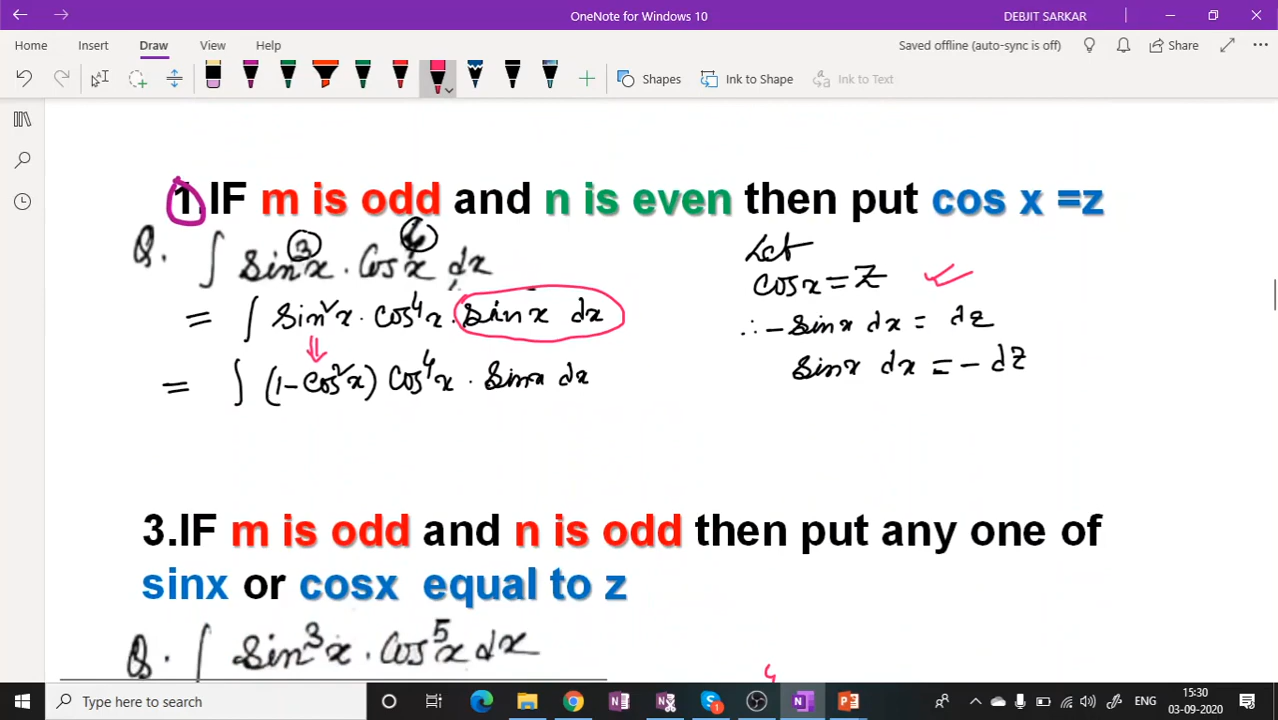 OneNote for Windows 10
DEBJIT SARKAR
Home Insert Draw View Help
Saved offline (auto-sync is off)
Share
Shapes
Ink to Shape
Ink to Text
1.IF m is odd and n is even then put cos x =z
Q. ∫ sin³x . cos⁴x dx
Let
cosx = z
= ∫ sin²x . cos⁴x . sinx dx
∴ -sinx dx = dz
sinx dx = - dz
= ∫ (1-cos²x) cos⁴x . sinx dx
3.IF m is odd and n is odd then put any one of
sinx or cosx equal to z
Q. ∫ sin³x . cos⁵x dx
4
Type here to search
ENG
15:30
03-09-2020
1